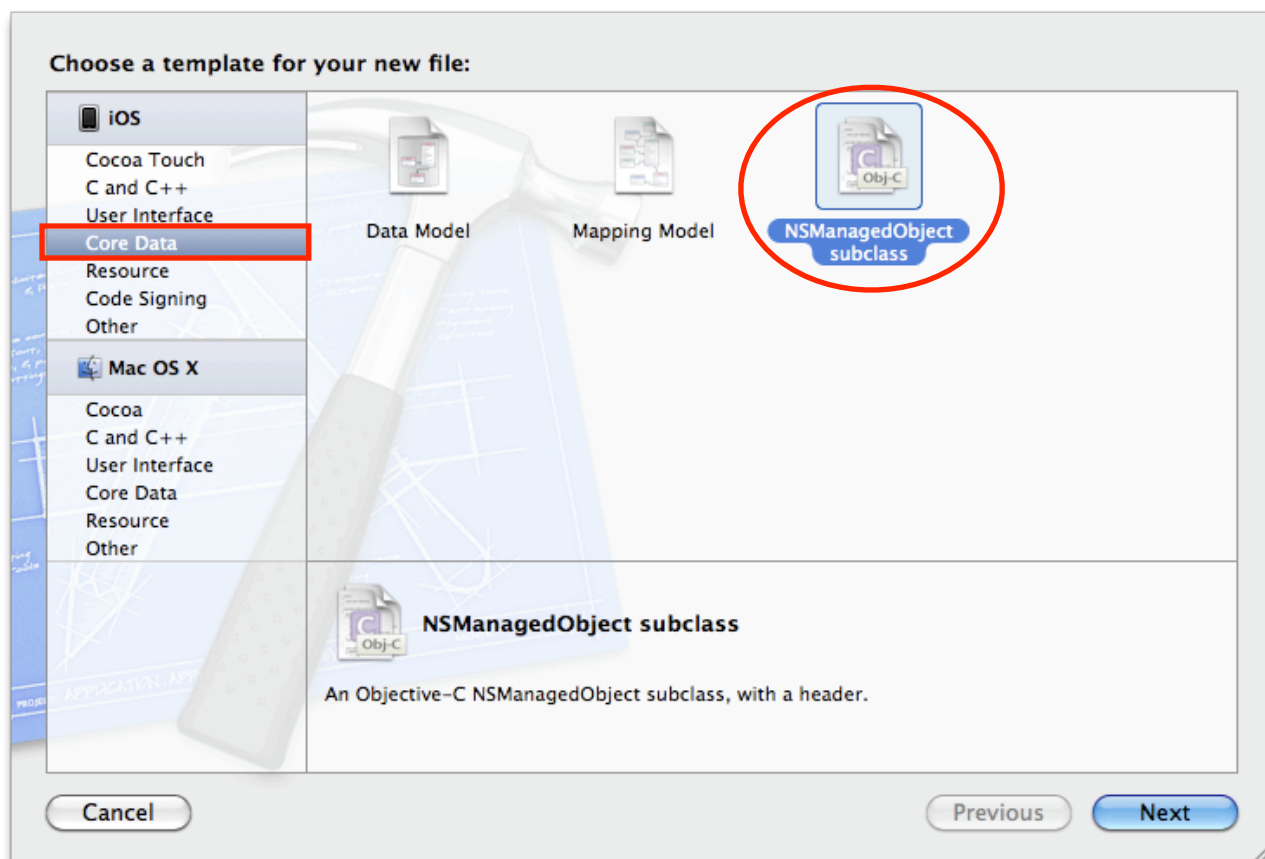 Choose a template for your new file:
iOS
Cocoa Touch
C and C++
User Interface
Core Data
Resource
Code Signing
Other
Mac OS X
Cocoa
C and C++
User Interface
Core Data
Resource
Other
Data Model
Mapping Model
Obj-C
NSManagedObject
subclass
Obj-C
NSManagedObject subclass
An Objective-C NSManagedObject subclass, with a header.
Cancel
Previous
Next